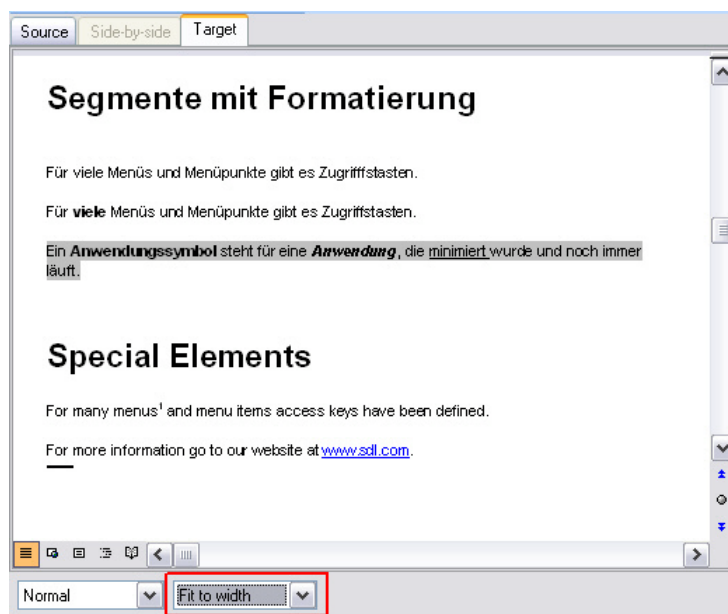 Source Side-by-side Target
Segmente mit Formatierung
Für viele Menüs und Menüpunkte gibt es Zugrifffstasten.
Für viele Menüs und Menüpunkte gibt es Zugriffstasten.
Ein Anwendungssymbol steht für eine Anwendung, die minimiert wurde und noch immer
läuft.
Special Elements
For many menus¹ and menu items access keys have been defined.
For more information go to our website at www.sdl.com.
Normal Fit to width